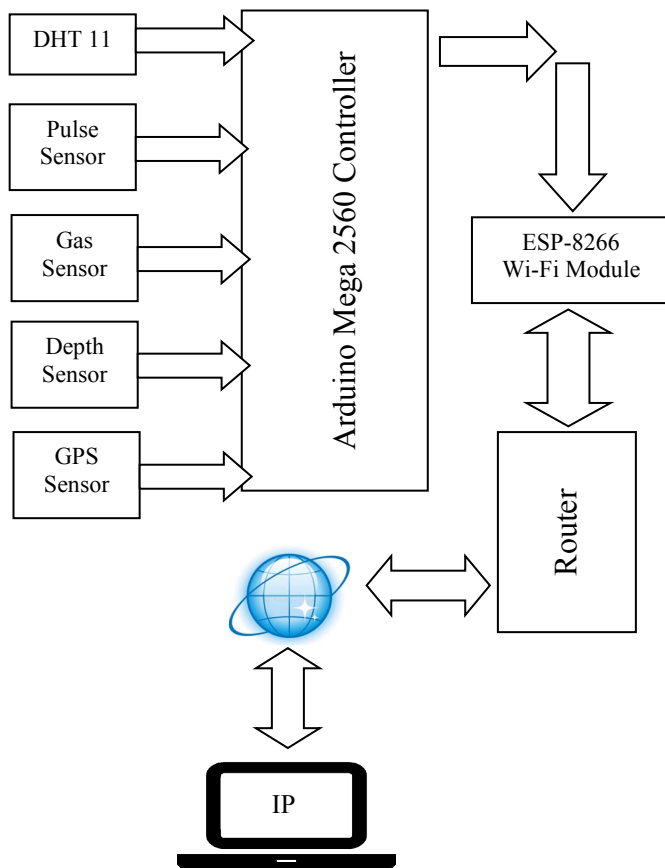 DHT 11
Pulse
Sensor
Gas
Sensor
Depth
Sensor
GPS
Sensor
Arduino Mega 2560 Controller
ESP-8266
Wi-Fi Module
Router
IP